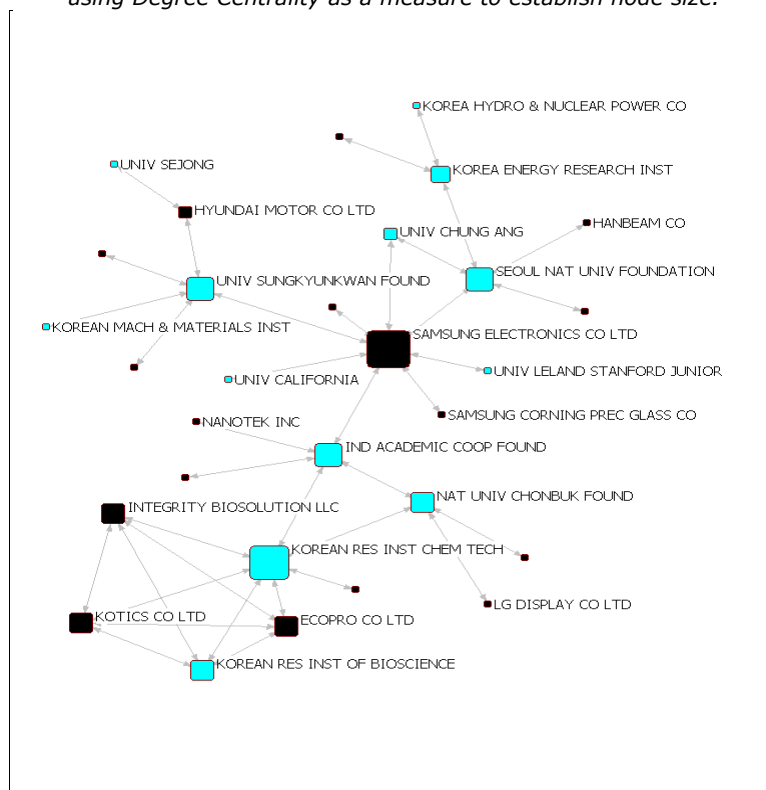 using Degree Centrality as a measure to establish node size.
KOREA HYDRO & NUCLEAR POWER CO
UNIV SEJONG
KOREA ENERGY RESEARCH INST
HYUNDAI MOTOR CO LTD
HANBEAM CO
UNIV CHUNG ANG
SEOUL NAT UNIV FOUNDATION
UNIV SUNGKYUNKWAN FOUND
KOREAN MACH & MATERIALS INST
SAMSUNG ELECTRONICS CO LTD
UNIV LELAND STANFORD JUNIOR
UNIV CALIFORNIA
SAMSUNG CORNING PREC GLASS CO
NANOTEK INC
IND ACADEMIC COOP FOUND
NAT UNIV CHONBUK FOUND
INTEGRITY BIOSOLUTION LLC
KOREAN RES INST CHEM TECH
LG DISPLAY CO LTD
KOTICS CO LTD
ECOPRO CO LTD
KOREAN RES INST OF BIOSCIENCE